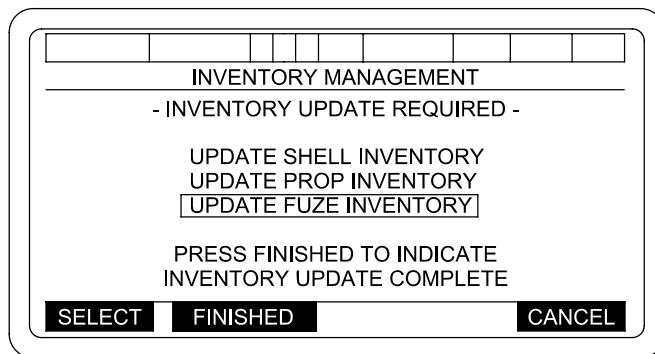 INVENTORY MANAGEMENT
- INVENTORY UPDATE REQUIRED -
UPDATE SHELL INVENTORY
UPDATE PROP INVENTORY
UPDATE FUZE INVENTORY
PRESS FINISHED TO INDICATE
INVENTORY UPDATE COMPLETE
SELECT FINISHED CANCEL